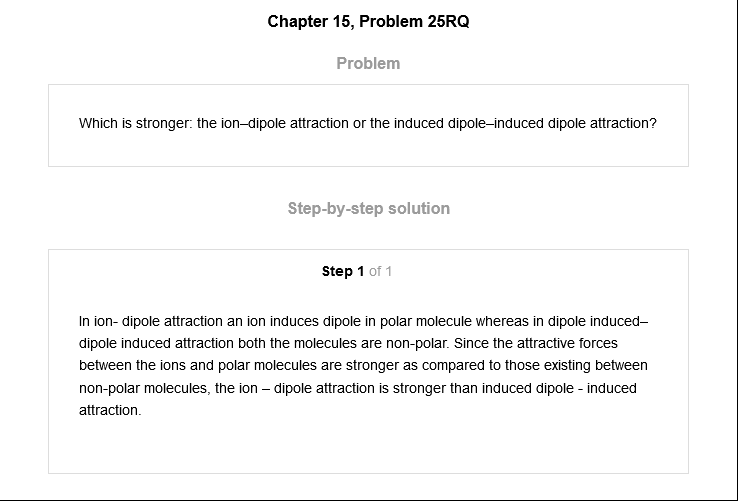 Chapter 15, Problem 25RQ
Problem
Which is stronger: the ion–dipole attraction or the induced dipole–induced dipole attraction?
Step-by-step solution
Step 1 of 1
In ion- dipole attraction an ion induces dipole in polar molecule whereas in dipole induced–
dipole induced attraction both the molecules are non-polar. Since the attractive forces
between the ions and polar molecules are stronger as compared to those existing between
non-polar molecules, the ion – dipole attraction is stronger than induced dipole - induced
attraction.